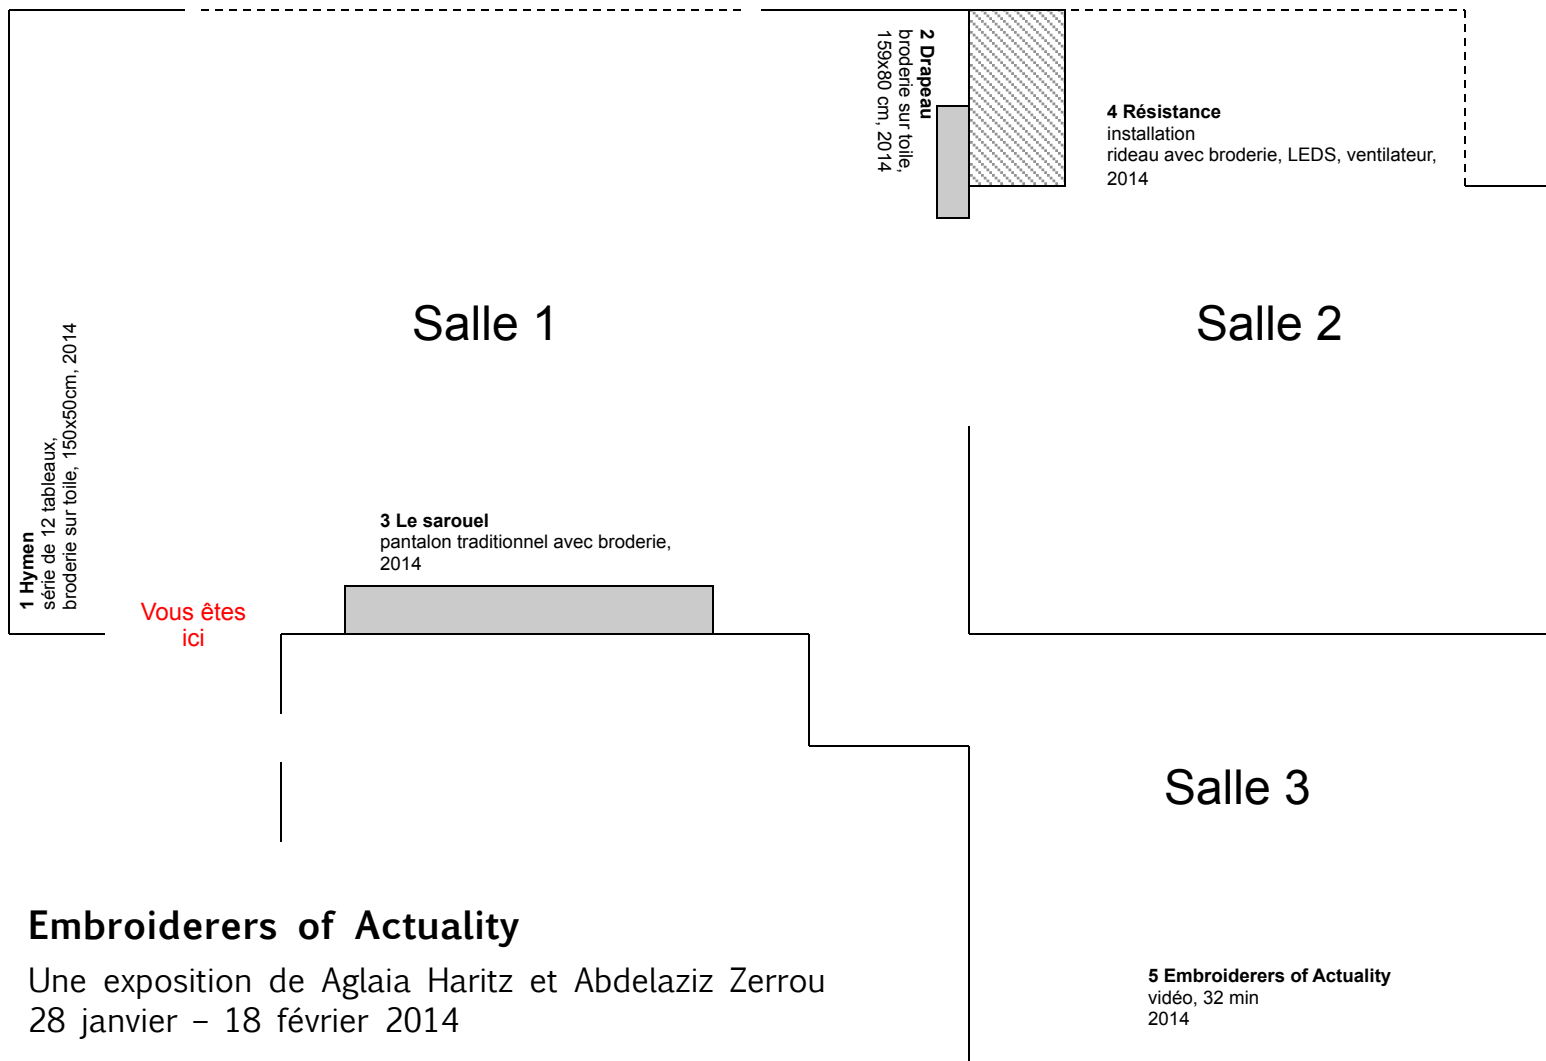 2 Drapeau
broderie sur toile,
159x80 cm, 2014
4 Résistance
installation
rideau avec broderie, LEDS, ventilateur,
2014
Salle 1
Salle 2
1 Hymen
série de 12 tableaux,
broderie sur toile, 150x50cm, 2014
3 Le sarouel
pantalon traditionnel avec broderie,
2014
Vous êtes
ici
Salle 3
Embroiderers of Actuality
Une exposition de Aglaia Haritz et Abdelaziz Zerrou
28 janvier – 18 février 2014
5 Embroiderers of Actuality
vidéo, 32 min
2014